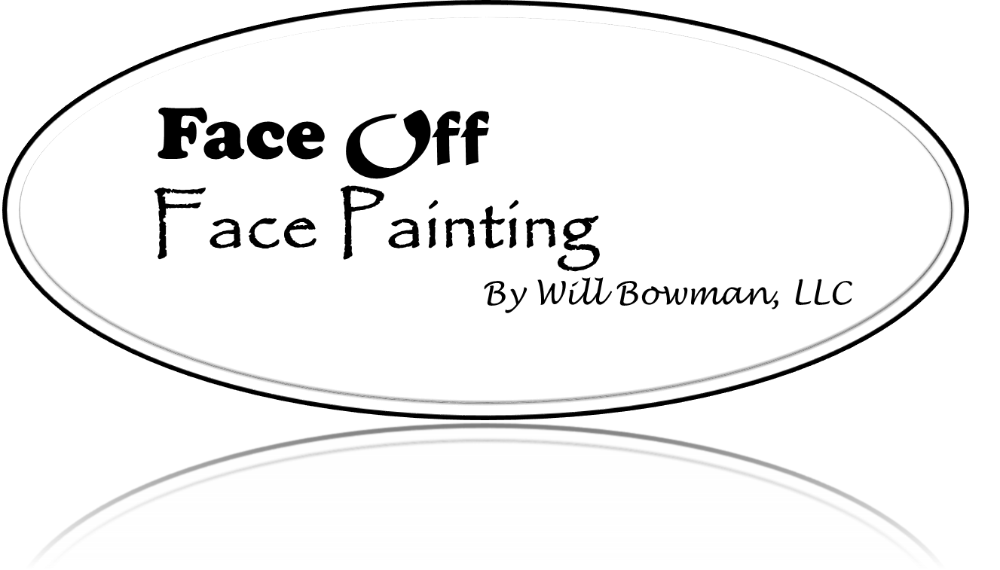 Face Off
Face Painting
By Will Bowman, LLC